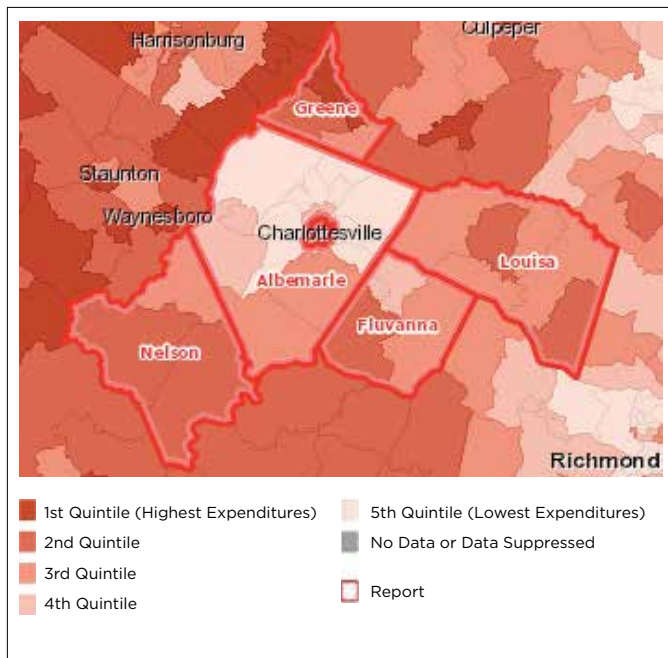 Harrisonburg
Culpeper
Greene
Staunton
Waynesboro
Charlottesville
Louisa
Albemarle
Fluvanna
Nelson
Richmond
1st Quintile (Highest Expenditures)
2nd Quintile
3rd Quintile
4th Quintile
5th Quintile (Lowest Expenditures)
No Data or Data Suppressed
Report